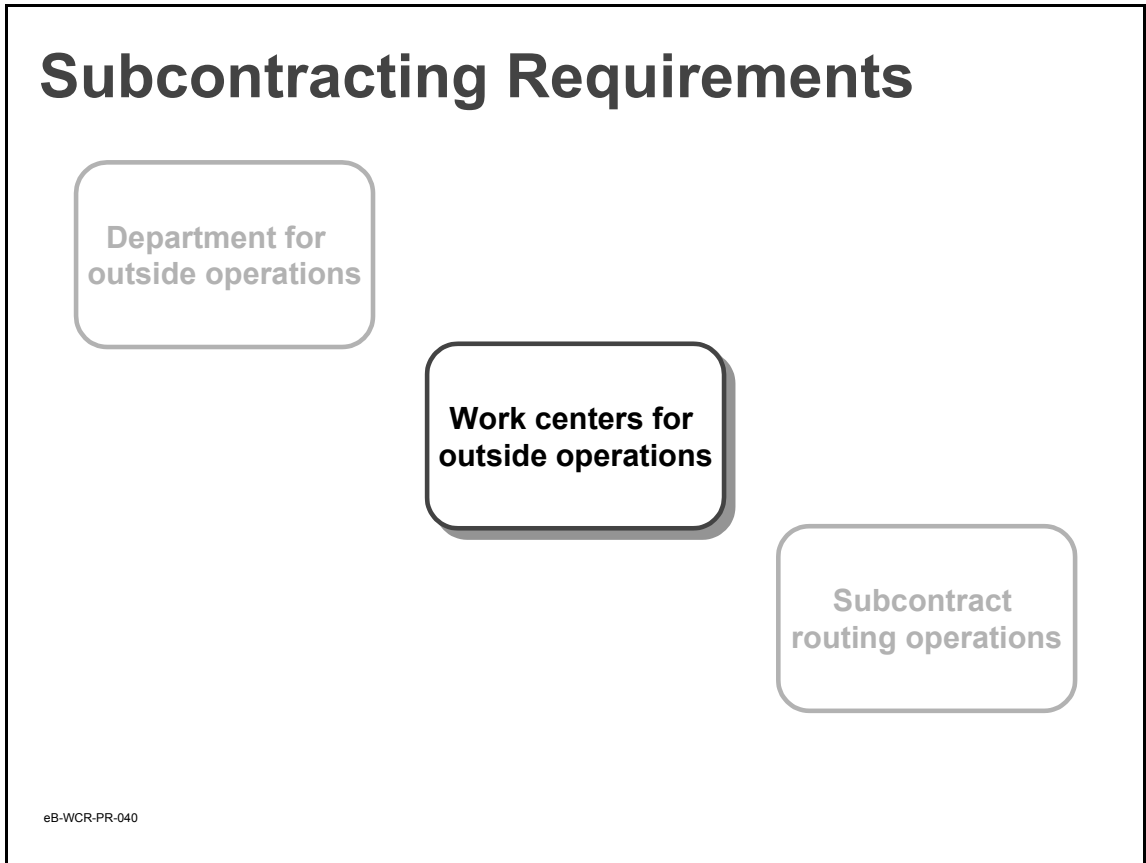 Subcontracting Requirements
Department for
outside operations
Work centers for
outside operations
Subcontract
routing operations
eB-WCR-PR-040